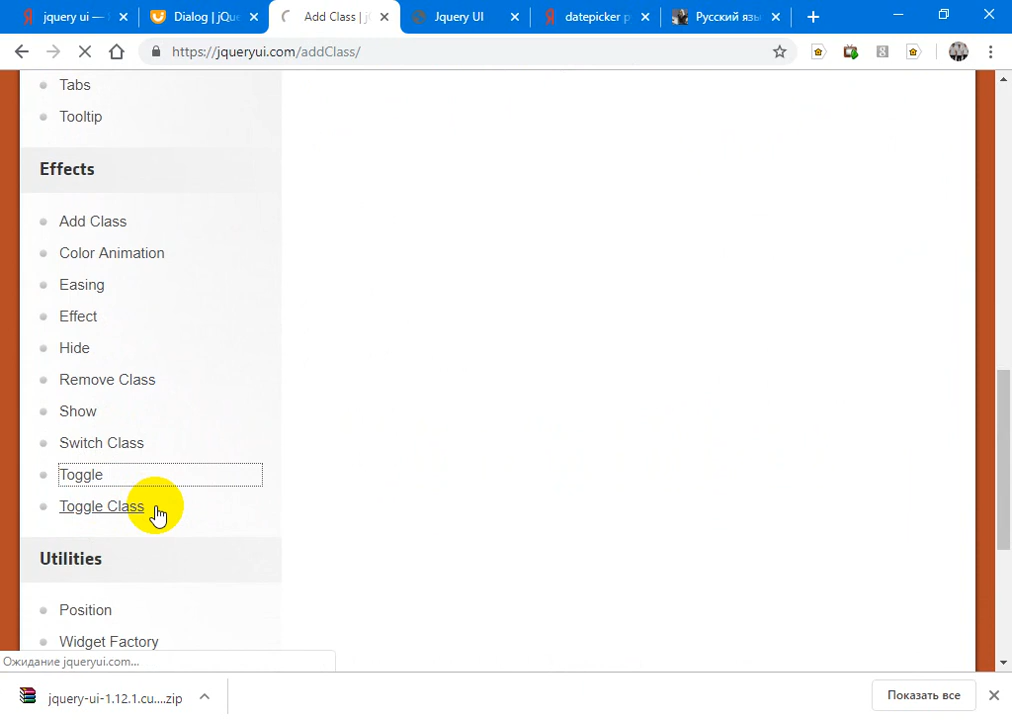 jquery ui —
Dialog | jQue
Add Class | jQ
Jquery UI
datepicker p
Русский язы
https://jqueryui.com/addClass/
Tabs
Tooltip
Effects
Add Class
Color Animation
Easing
Effect
Hide
Remove Class
Show
Switch Class
Toggle
Toggle Class
Utilities
Position
Widget Factory
Ожидание jqueryui.com...
jquery-ui-1.12.1.cu....zip
Показать все